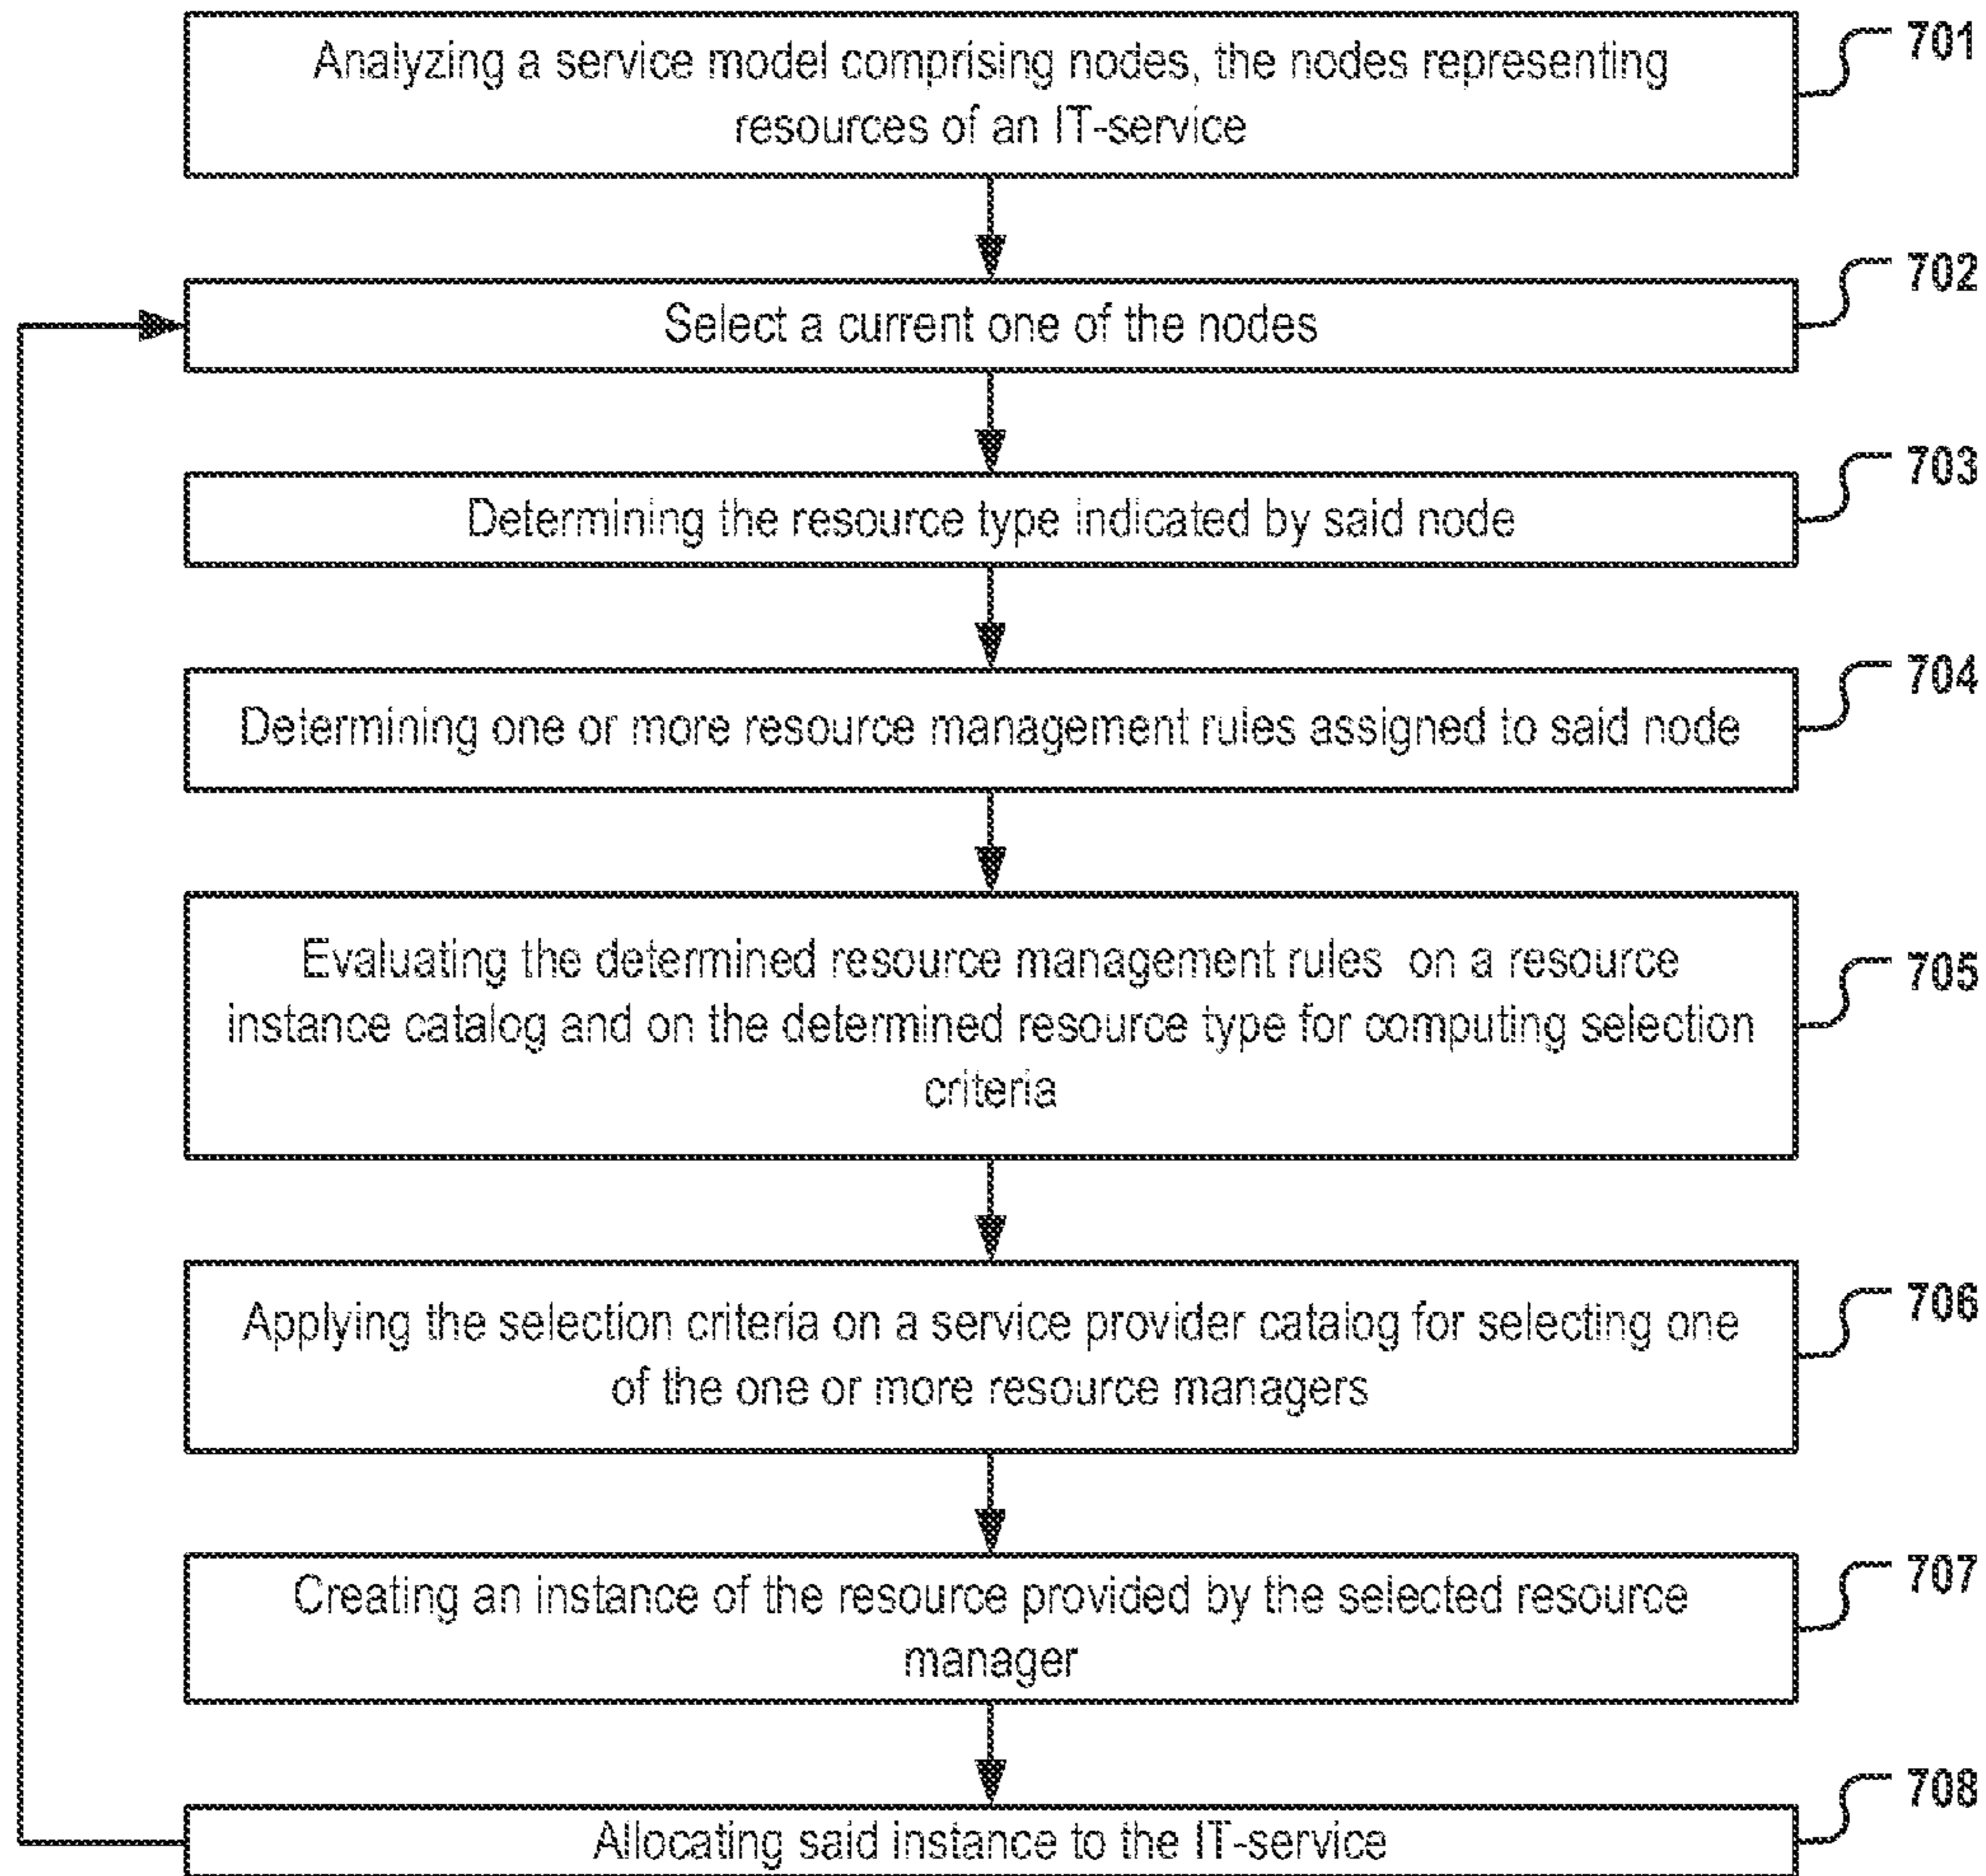 Analyzing a service model comprising nodes, the nodes representing
resources of an IT-service
701
Select a current one of the nodes
702
Determining the resource type indicated by said node
703
Determining one or more resource management rules assigned to said node
704
Evaluating the determined resource management rules on a resource
instance catalog and on the determined resource type for computing selection
criteria
705
Applying the selection criteria on a service provider catalog for selecting one
of the one or more resource managers
706
Creating an instance of the resource provided by the selected resource
manager
707
Allocating said instance to the IT-service
708